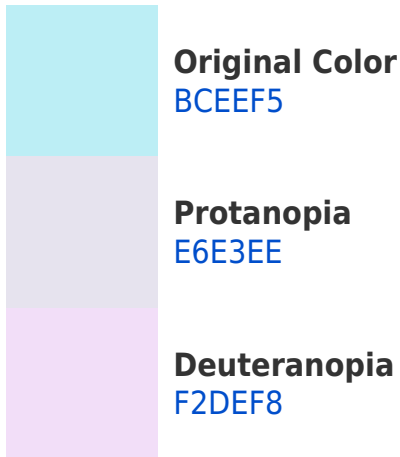 Original Color
BCEEF5
Protanopia
E6E3EE
Deuteranopia
F2DEF8